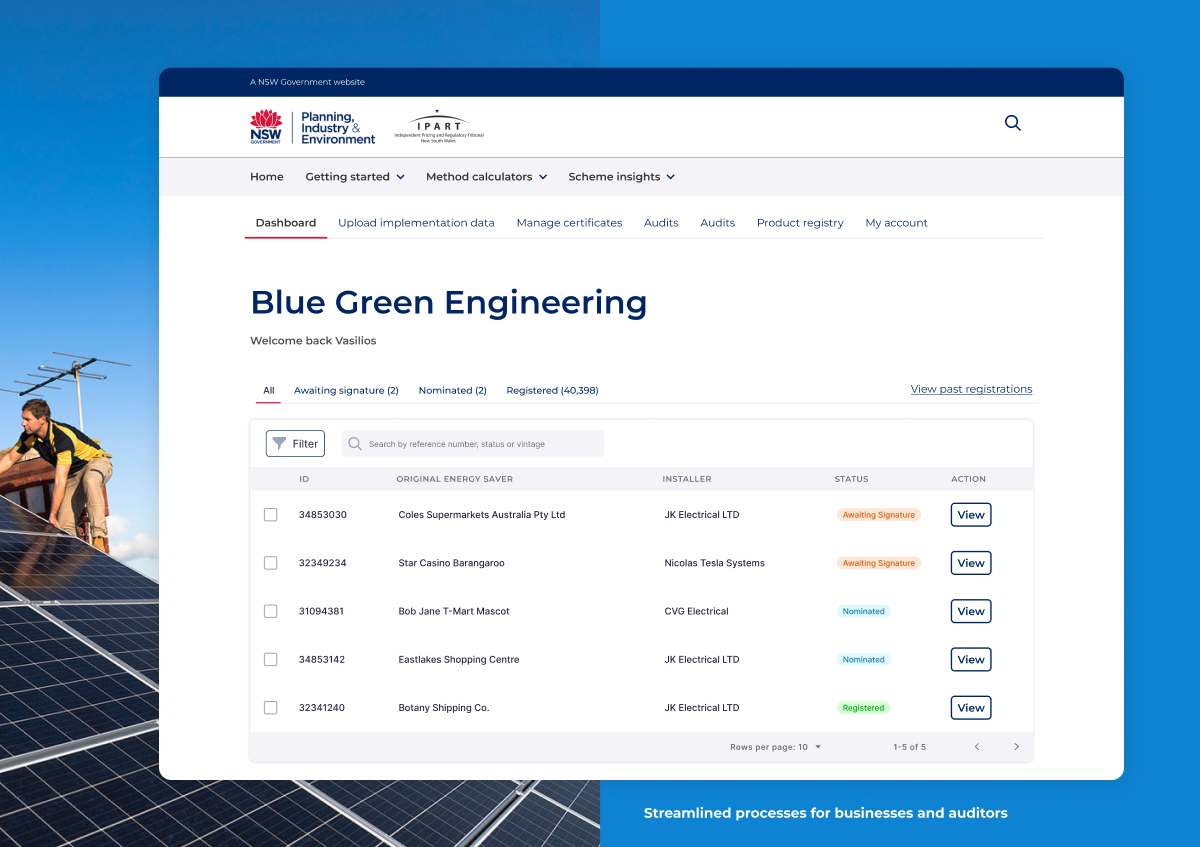 A NSW Government website
NSW
GOVERNMENT
Planning,
Industry &
Environment
IPART
Independent Pricing and Regulatory Tribunal
New South Wales
Home Getting started Method calculators Scheme insights
Dashboard Upload implementation data Manage certificates Audits Audits Product registry My account
Blue Green Engineering
Welcome back Vasilios
All Awaiting signature (2) Nominated (2) Registered (40,398) View past registrations
Filter Search by reference number, status or vintage
ID ORIGINAL ENERGY SAVER INSTALLER STATUS ACTION
34853030 Coles Supermarkets Australia Pty Ltd JK Electrical LTD Awaiting Signature View
32349234 Star Casino Barangaroo Nicolas Tesla Systems Awaiting Signature View
31094381 Bob Jane T-Mart Mascot CVG Electrical Nominated View
34853142 Eastlakes Shopping Centre JK Electrical LTD Nominated View
32341240 Botany Shipping Co. JK Electrical LTD Registered View
Rows per page: 10 1-5 of 5
Streamlined processes for businesses and auditors